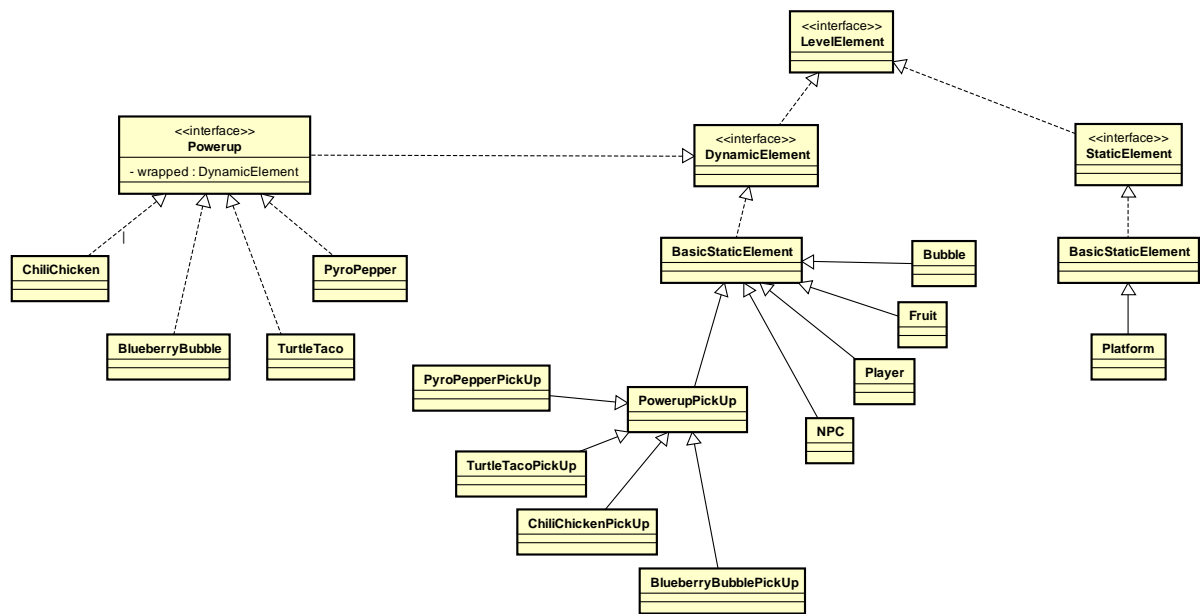 <<interface>>
LevelElement
<<interface>>
Powerup
- wrapped : DynamicElement
<<interface>>
DynamicElement
<<interface>>
StaticElement
ChiliChicken
PyroPepper
BlueberryBubble
TurtleTaco
BasicStaticElement
Bubble
Fruit
Player
NPC
BasicStaticElement
Platform
PyroPepperPickUp
PowerupPickUp
TurtleTacoPickUp
ChiliChickenPickUp
BlueberryBubblePickUp